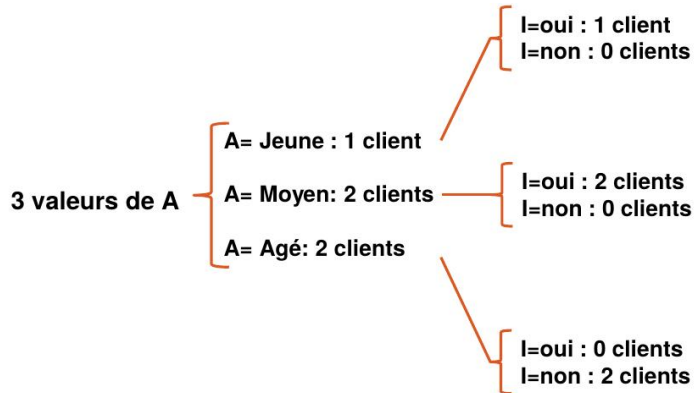 I=oui : 1 client
I=non : 0 clients
A= Jeune : 1 client
3 valeurs de A
A= Moyen: 2 clients
I=oui : 2 clients
I=non : 0 clients
A= Agé: 2 clients
I=oui : 0 clients
I=non : 2 clients